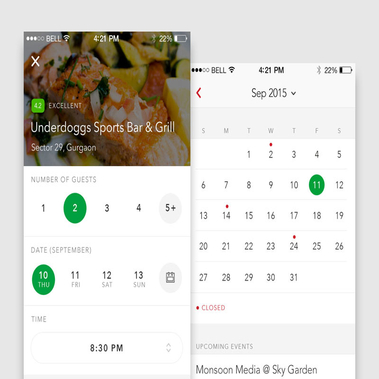 BELL 4:21 PM 22%
X
4.2 EXCELLENT
Underdoggs Sports Bar & Grill
Sector 29, Gurgaon
NUMBER OF GUESTS
1 2 3 4 5+
DATE (SEPTEMBER)
10 11 12 13
THU FRI SAT SUN
TIME
8:30 PM
BELL 4:21 PM 22%
Sep 2015
S M T W T F S
1 2 3 4 5
6 7 8 9 10 11 12
13 14 15 16 17 18 19
20 21 22 23 24 25 26
27 28 29 30 31
CLOSED
UPCOMING EVENTS
Monsoon Media @ Sky Garden